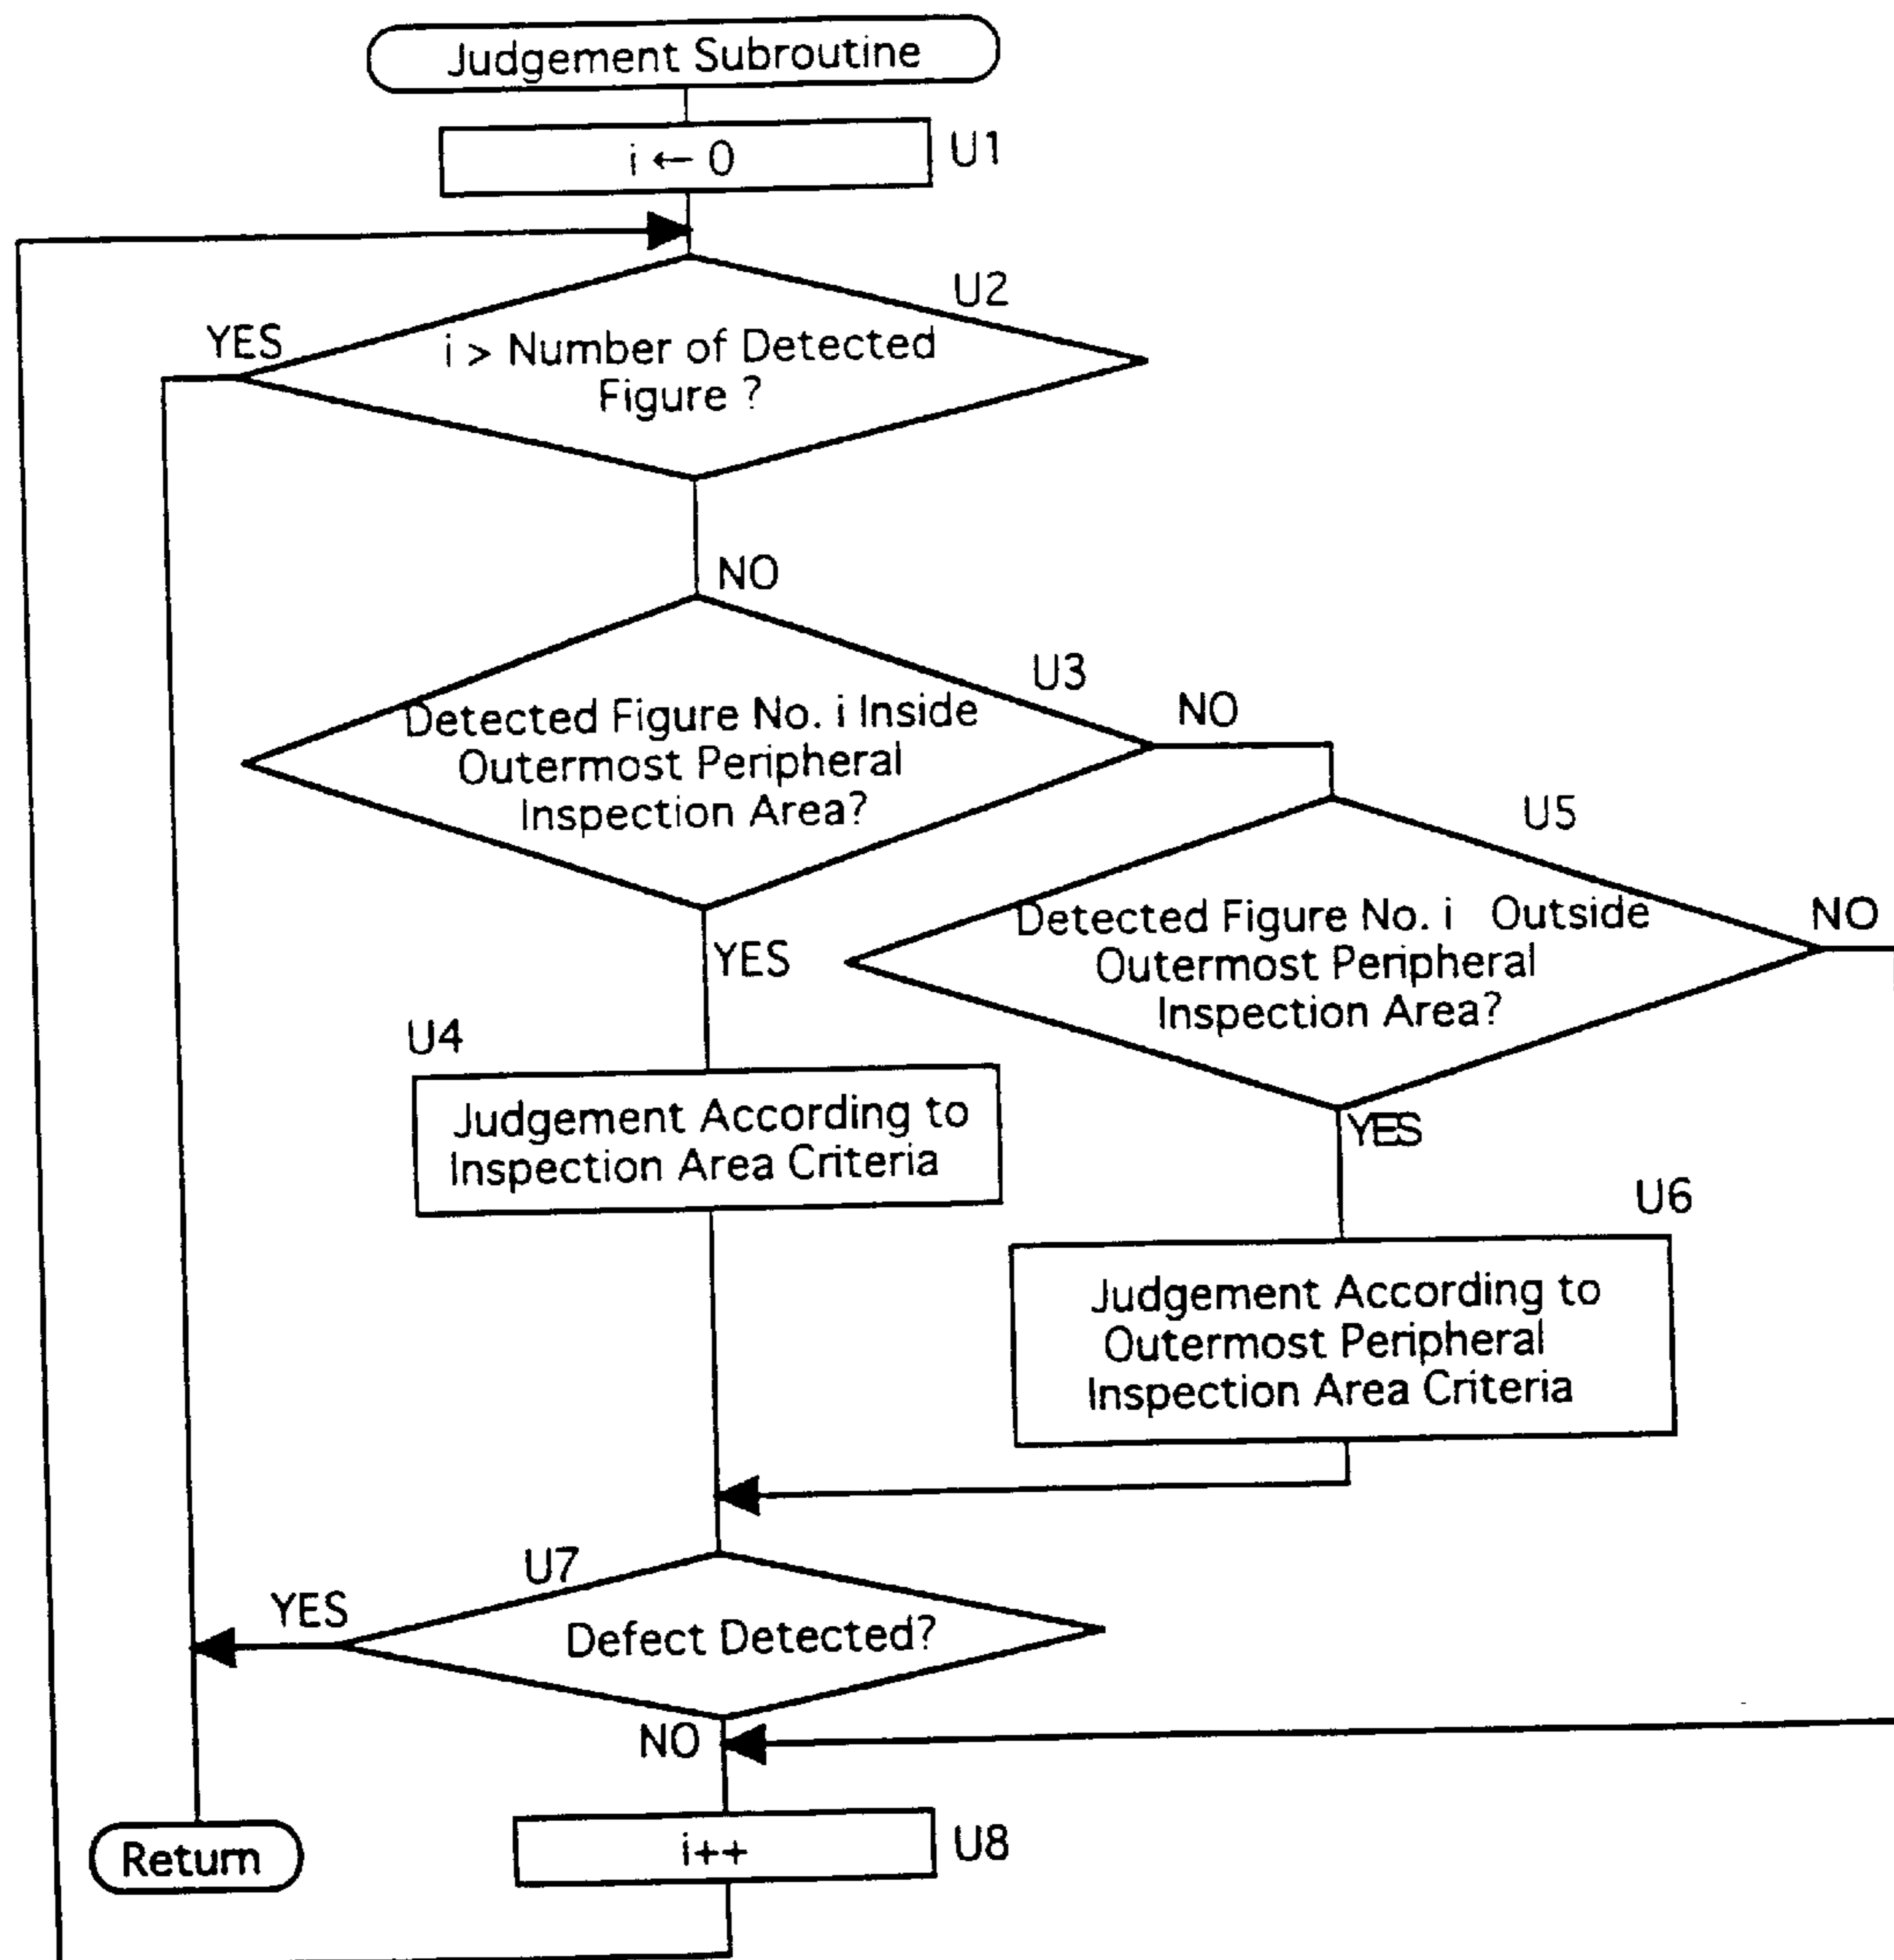 Judgement Subroutine
i ← 0
U1
U2
YES
i > Number of Detected
Figure ?
NO
U3
NO
Detected Figure No. i Inside
Outermost Peripheral
Inspection Area?
U5
YES
Detected Figure No. i Outside
Outermost Peripheral
Inspection Area?
NO
U4
YES
Judgement According to
Inspection Area Criteria
U6
Judgement According to
Outermost Peripheral
Inspection Area Criteria
U7
YES
Defect Detected?
NO
Return
i++
U8